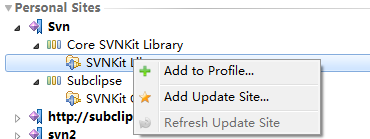 Personal Sites
Svn
Core SVNKit Library
SVNKit
Add to Profile...
Subclipse
Add Update Site...
SVNKit
http://subclip
Refresh Update Site
svn2